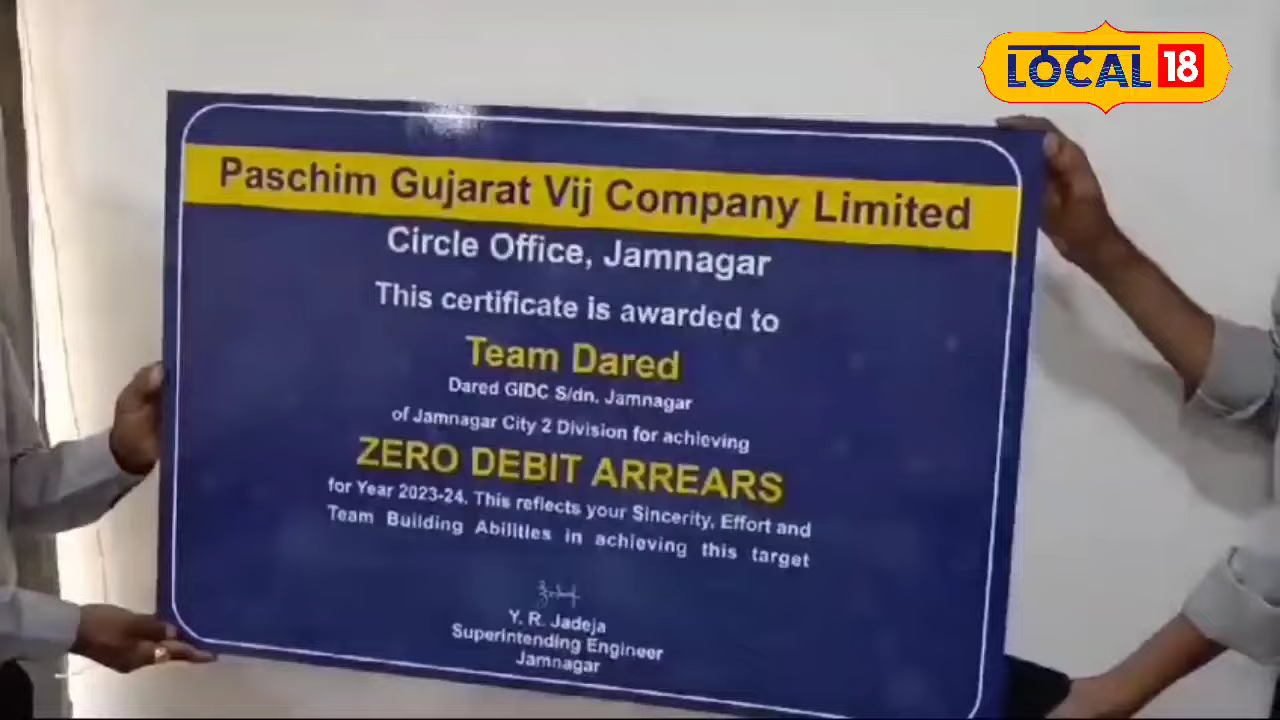 LOCAL 18
Paschim Gujarat Vij Company Limited
Circle Office, Jamnagar
This certificate is awarded to
Team Dared
Dared GIDC S/dn. Jamnagar
of Jamnagar City 2 Division for achieving
ZERO DEBIT ARREARS
for Year 2023-24. This reflects your Sincerity, Effort and
Team Building Abilities in achieving this target
Y. R. Jadeja
Superintending Engineer
Jamnagar